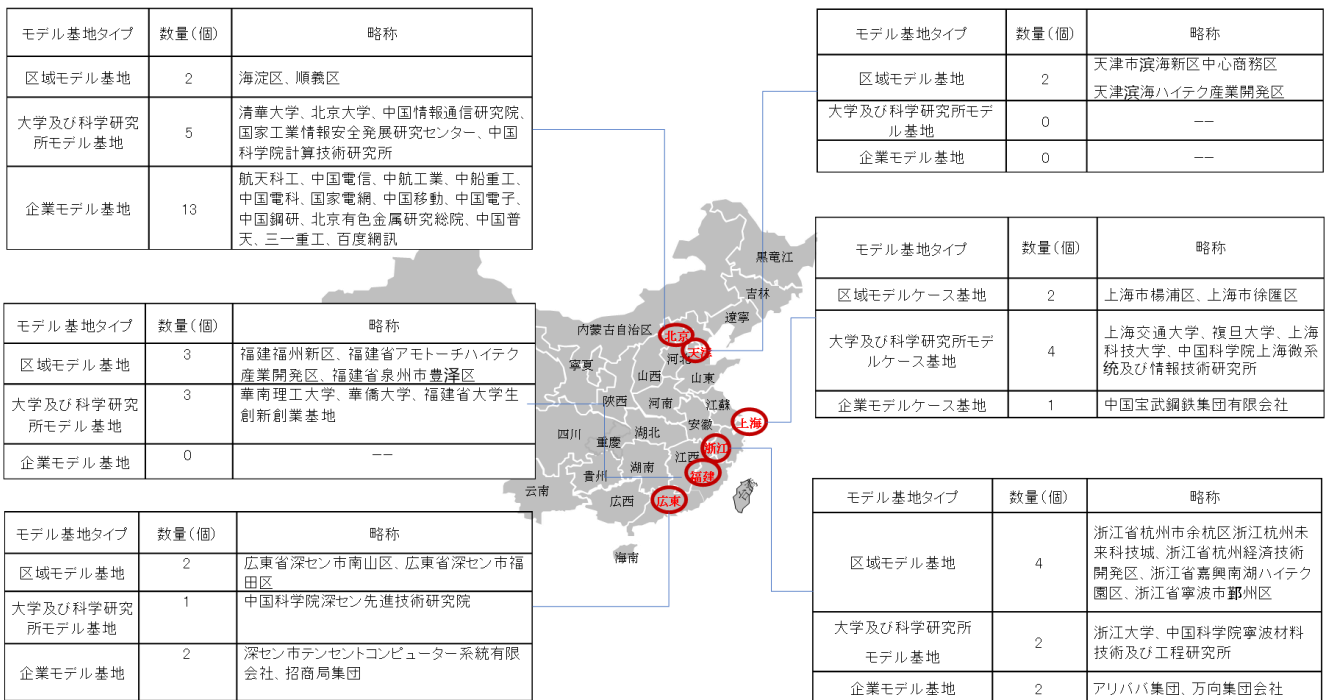 モデル基地タイプ 数量(個) 略称
区域モデル基地 2 海淀区、順義区
大学及び科学研究
所モデル基地
5
清華大学、北京大学、中国情報通信研究院、
国家工業情報安全発展研究センター、中国
科学院計算技術研究所
企業モデル基地 13
航天科工、中国電信、中航工業、中船重工、
中国電科、国家電網、中国移動、中国電子、
中国鋼研、北京有色金属研究総院、中国普
天、三一重工、百度網訊
モデル基地タイプ 数量(個) 略称
区域モデル基地 3
福建福州新区、福建省アモトーチハイテク
産業開発区、福建省泉州市豊泽区
大学及び科学研究
所モデル基地
3
華南理工大学、華僑大学、福建省大学生
創新創業基地
企業モデル基地 0 --
モデル基地タイプ 数量(個) 略称
区域モデル基地 2
広東省深セン市南山区、広東省深セン市福
田区
大学及び科学研究
所モデル基地
1
中国科学院深セン先進技術研究院
企業モデル基地 2
深セン市テンセントコンピューター系統有限
会社、招商局集団
黒竜江
吉林
遼寧
内蒙古自治区
北京
天津
河北
寧夏
山西
山東
陝西
河南
江蘇
安徽
上海
四川
重慶
湖北
浙江
江西
湖南
貴州
福建
云南
広西
広東
海南
モデル基地タイプ 数量(個) 略称
区域モデル基地 2
天津市滨海新区中心商務区
天津滨海ハイテク産業開発区
大学及び科学研究所モデ
ル基地
0 --
企業モデル基地 0 --
モデル基地タイプ 数量(個) 略称
区域モデルケース基地 2 上海市楊浦区、上海市徐匯区
大学及び科学研究所モデ
ルケース基地
4
上海交通大学、複旦大学、上海
科技大学、中国科学院上海微系
统及び情報技術研究所
企業モデルケース基地 1 中国宝武鋼鉄集団有限会社
モデル基地タイプ 数量(個) 略称
区域モデル基地 4
浙江省杭州市余杭区浙江杭州未
来科技城、浙江省杭州経済技術
開発区、浙江省嘉興南湖ハイテク
園区、浙江省寧波市鄞州区
大学及び科学研究所
モデル基地
2
浙江大学、中国科学院寧波材料
技術及び工程研究所
企業モデル基地 2 アリババ集団、万向集団会社